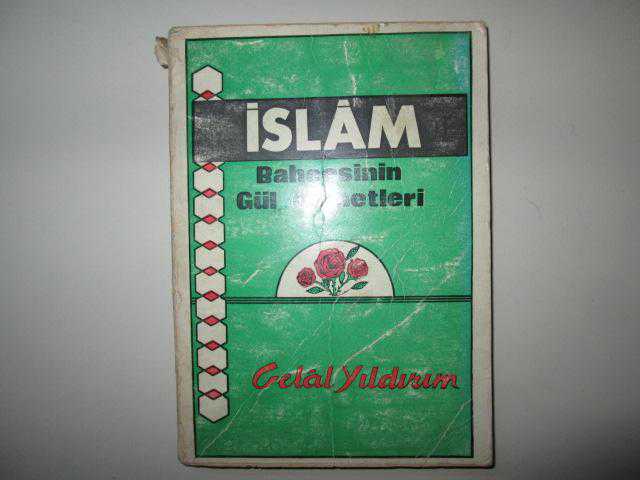 İSLÂM
Bahçesinin
Gül
Celâl Yıldırım